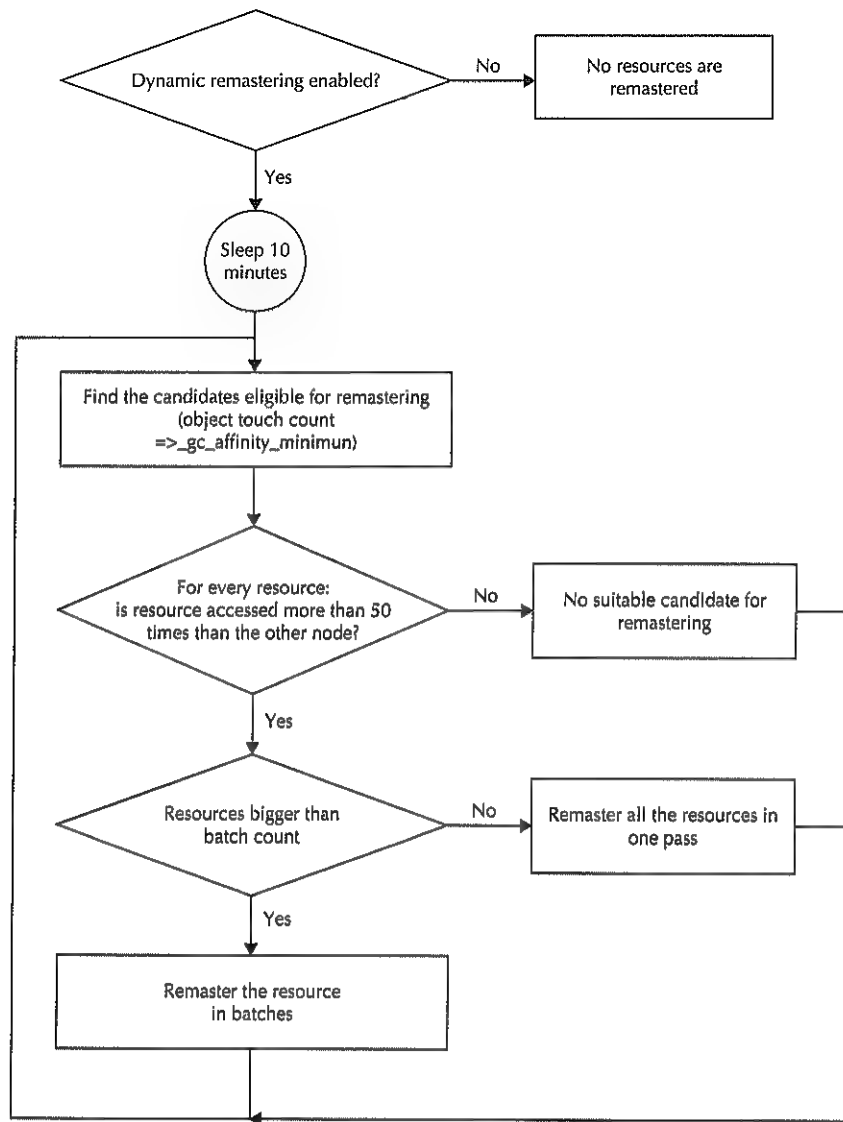 Dynamic remastering enabled?
No
No resources are
remastered
Yes
Sleep 10
minutes
Find the candidates eligible for remastering
(object touch count
=>_gc_affinity_minimun)
For every resource:
is resource accessed more than 50
times than the other node?
No
No suitable candidate for
remastering
Yes
Resources bigger than
batch count
No
Remaster all the resources in
one pass
Yes
Remaster the resource
in batches